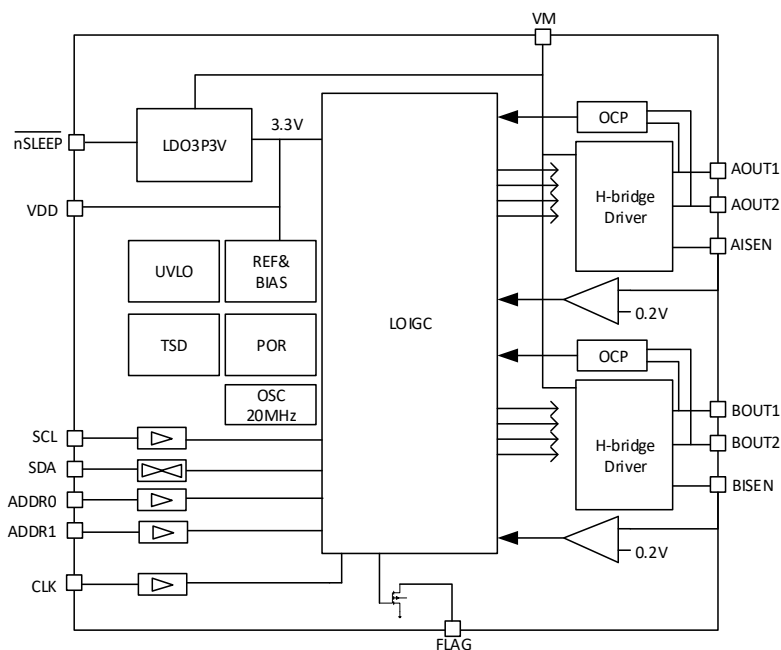 VM
nSLEEP
LDO3P3V
3.3V
OCP
VDD
H-bridge
Driver
AOUT1
AOUT2
AISEN
UVLO
REF&
BIAS
0.2V
TSD
POR
LOIGC
OCP
OSC
20MHz
H-bridge
Driver
BOUT1
BOUT2
BISEN
SCL
SDA
ADDR0
ADDR1
0.2V
CLK
FLAG